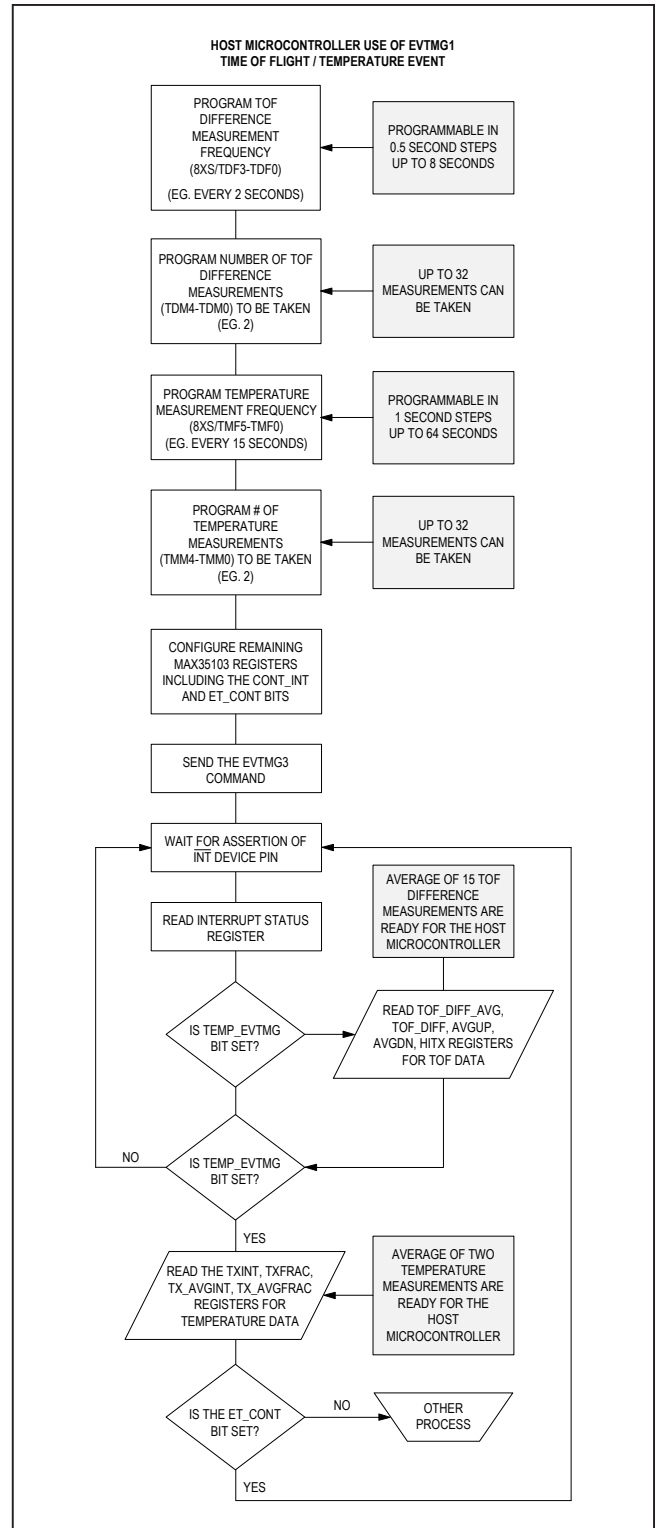 HOST MICROCONTROLLER USE OF EVTMG1
TIME OF FLIGHT / TEMPERATURE EVENT
PROGRAM TOF
DIFFERENCE
MEASUREMENT
FREQUENCY
(8XS/TDF3-TDF0)
(EG. EVERY 2 SECONDS)
PROGRAMMABLE IN
0.5 SECOND STEPS
UP TO 8 SECONDS
PROGRAM NUMBER OF TOF
DIFFERENCE
MEASUREMENTS
(TDM4-TDM0) TO BE TAKEN
(EG. 2)
UP TO 32
MEASUREMENTS CAN
BE TAKEN
PROGRAM TEMPERATURE
MEASUREMENT FREQUENCY
(8XS/TMF5-TMF0)
(EG. EVERY 15 SECONDS)
PROGRAMMABLE IN
1 SECOND STEPS
UP TO 64 SECONDS
PROGRAM # OF
TEMPERATURE
MEASUREMENTS
(TMM4-TMM0) TO BE TAKEN
(EG. 2)
UP TO 32
MEASUREMENTS CAN
BE TAKEN
CONFIGURE REMAINING
MAX35103 REGISTERS
INCLUDING THE CONT_INT
AND ET_CONT BITS
SEND THE EVTMG3
COMMAND
WAIT FOR ASSERTION OF
INT DEVICE PIN
READ INTERRUPT STATUS
REGISTER
AVERAGE OF 15 TOF
DIFFERENCE
MEASUREMENTS ARE
READY FOR THE HOST
MICROCONTROLLER
IS TEMP_EVTMG
BIT SET?
READ TOF_DIFF_AVG,
TOF_DIFF, AVGUP,
AVGDN, HITX REGISTERS
FOR TOF DATA
NO
IS TEMP_EVTMG
BIT SET?
YES
READ THE TXINT, TXFRAC,
TX_AVGINT, TX_AVGFRAC
REGISTERS FOR
TEMPERATURE DATA
AVERAGE OF TWO
TEMPERATURE
MEASUREMENTS ARE
READY FOR THE
HOST
MICROCONTROLLER
IS THE ET_CONT
BIT SET?
NO
OTHER
PROCESS
YES